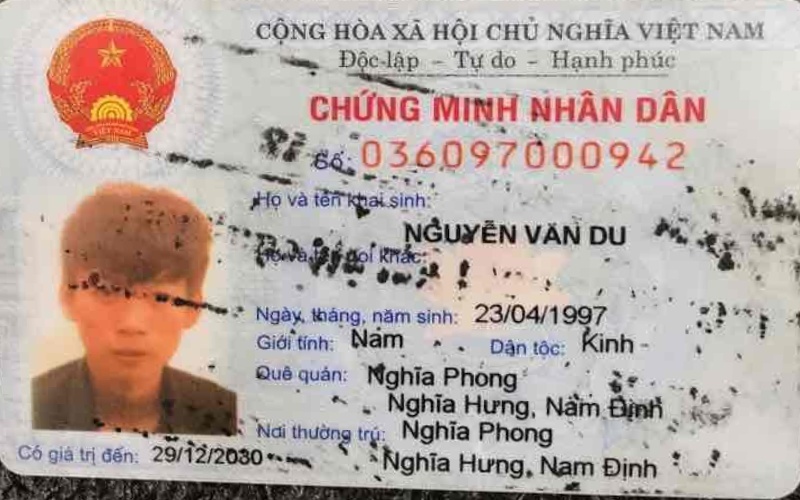 CỘNG HÒA XÃ HỘI CHỦ NGHĨA VIỆT NAM
Độc lập - Tự do - Hạnh phúc
CHỨNG MINH NHÂN DÂN
Số: 036097000942
Họ và tên khai sinh:
NGUYỄN VĂN DU
Họ và tên gọi khác:
Ngày, tháng, năm sinh: 23/04/1997
Giới tính: Nam Dân tộc: Kinh
Quê quán: Nghĩa Phong
Nghĩa Hưng, Nam Định
Nơi thường trú: Nghĩa Phong
Có giá trị đến: 29/12/2030
Nghĩa Hưng, Nam Định
VIỆT NAM